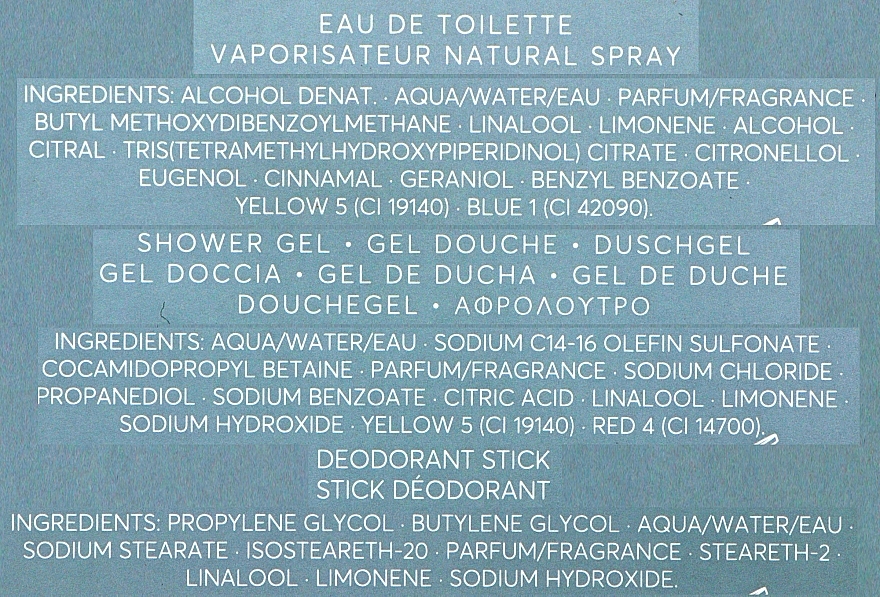 EAU DE TOILETTE
VAPORISATEUR NATURAL SPRAY
INGREDIENTS: ALCOHOL DENAT. · AQUA/WATER/EAU · PARFUM/FRAGRANCE ·
BUTYL METHOXYDIBENZOYLMETHANE · LINALOOL · LIMONENE · ALCOHOL ·
CITRAL · TRIS(TETRAMETHYLHYDROXYPIPERIDINOL) CITRATE · CITRONELLOL ·
EUGENOL · CINNAMAL · GERANIOL · BENZYL BENZOATE ·
YELLOW 5 (CI 19140) · BLUE 1 (CI 42090).
SHOWER GEL • GEL DOUCHE • DUSCHGEL
GEL DOCCIA • GEL DE DUCHA • GEL DE DUCHE
DOUCHEGEL • ΑΦΡΟΛΟΥΤΡΟ
INGREDIENTS: AQUA/WATER/EAU · SODIUM C14-16 OLEFIN SULFONATE ·
COCAMIDOPROPYL BETAINE · PARFUM/FRAGRANCE · SODIUM CHLORIDE ·
PROPANEDIOL · SODIUM BENZOATE · CITRIC ACID · LINALOOL · LIMONENE ·
SODIUM HYDROXIDE · YELLOW 5 (CI 19140) · RED 4 (CI 14700).
DEODORANT STICK
STICK DÉODORANT
INGREDIENTS: PROPYLENE GLYCOL · BUTYLENE GLYCOL · AQUA/WATER/EAU ·
SODIUM STEARATE · ISOSTEARETH-20 · PARFUM/FRAGRANCE · STEARETH-2 ·
LINALOOL · LIMONENE · SODIUM HYDROXIDE.